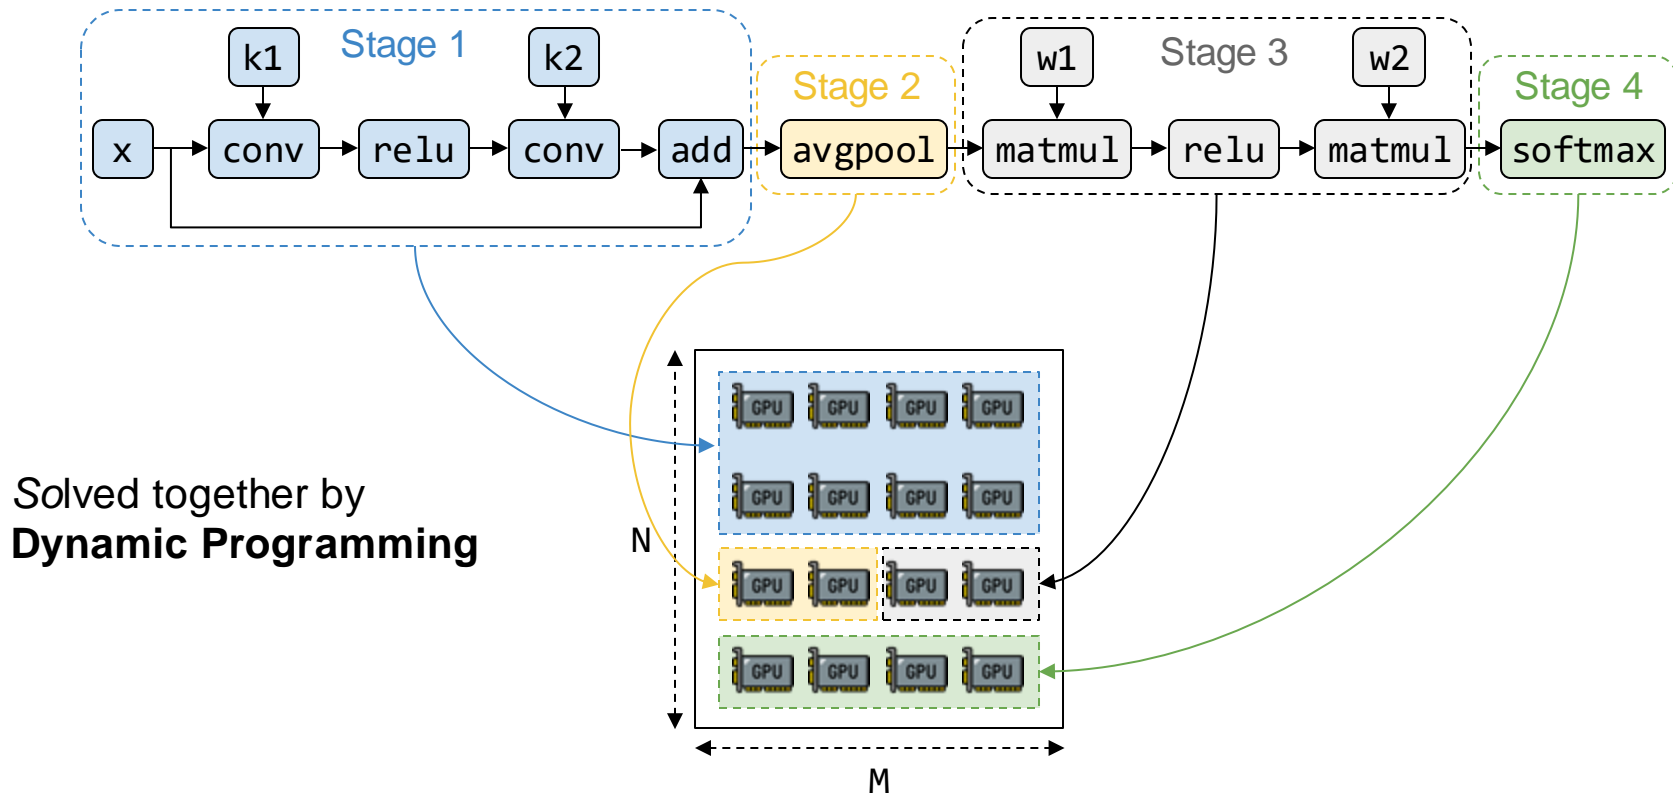 Stage 1
k1
k2
Stage 2
Stage 3
w1
w2
Stage 4
x
conv
relu
conv
add
avgpool
matmul
relu
matmul
softmax
GPU GPU GPU GPU
GPU GPU GPU GPU
GPU GPU GPU GPU
GPU GPU GPU GPU
Solved together by
Dynamic Programming
N
M